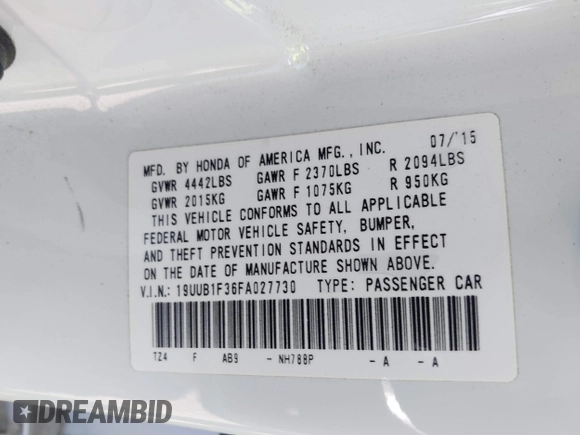 MFD. BY HONDA OF AMERICA MFG., INC. 07/'15
GVWR 4442LBS GAWR F 2370LBS R 2094LBS
GVWR 2015KG GAWR F 1075KG R 950KG
THIS VEHICLE CONFORMS TO ALL APPLICABLE
FEDERAL MOTOR VEHICLE SAFETY, BUMPER,
AND THEFT PREVENTION STANDARDS IN EFFECT
ON THE DATE OF MANUFACTURE SHOWN ABOVE.
V.I.N.: 19UUB1F36FA027730 TYPE: PASSENGER CAR
TZ4 F AB9 - NH788P - A - A
DREAMBID